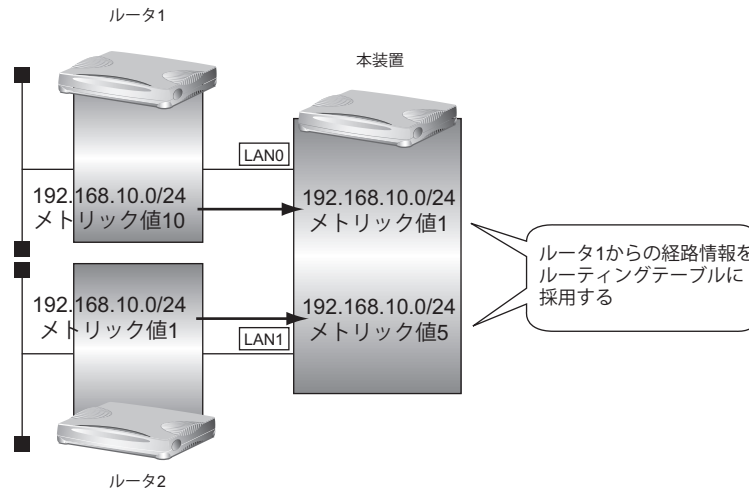 ルータ1
本装置
LAN0
192.168.10.0/24
メトリック値10
192.168.10.0/24
メトリック値1
ルータ1からの経路情報を
ルーティングテーブルに
採用する
192.168.10.0/24
メトリック値1
192.168.10.0/24
メトリック値5
LAN1
ルータ2